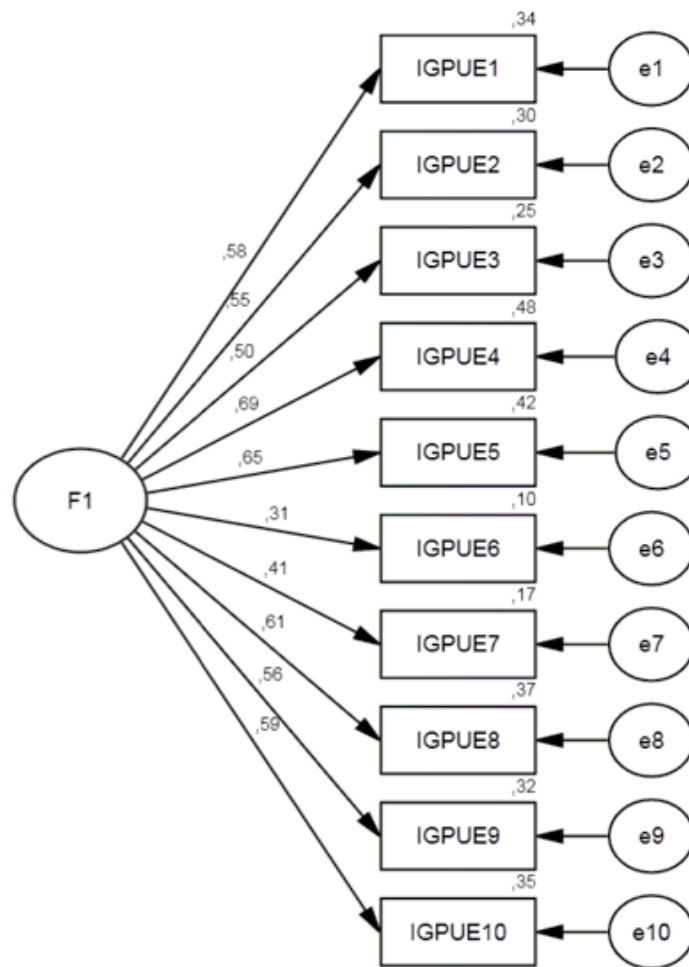 ,34
IGPUE1
e1
,30
IGPUE2
e2
,58
,25
IGPUE3
e3
,55
,48
,50
IGPUE4
e4
,69
,42
,65
IGPUE5
e5
F1
,10
,31
IGPUE6
e6
,41
,17
,61
IGPUE7
e7
,56
,37
,59
IGPUE8
e8
,32
IGPUE9
e9
,35
IGPUE10
e10